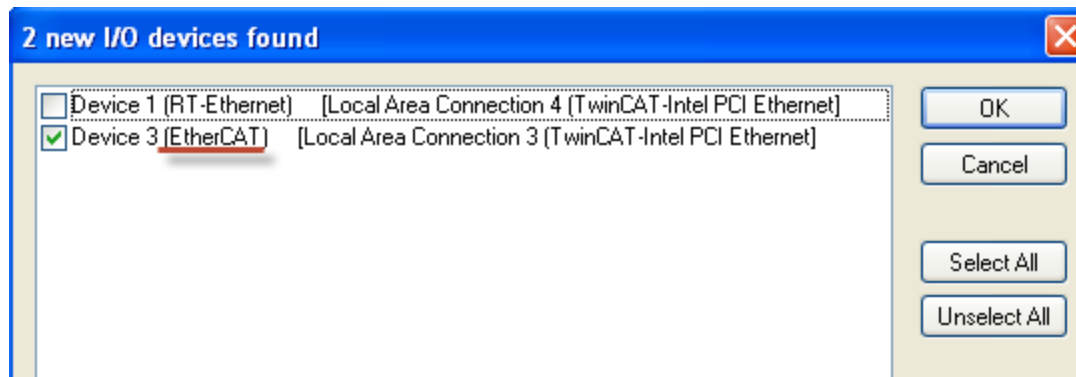 2 new I/O devices found
Device 1 (RT-Ethernet) [Local Area Connection 4 (TwinCAT-Intel PCI Ethernet]
Device 3 (EtherCAT) [Local Area Connection 3 (TwinCAT-Intel PCI Ethernet]
OK
Cancel
Select All
Unselect All